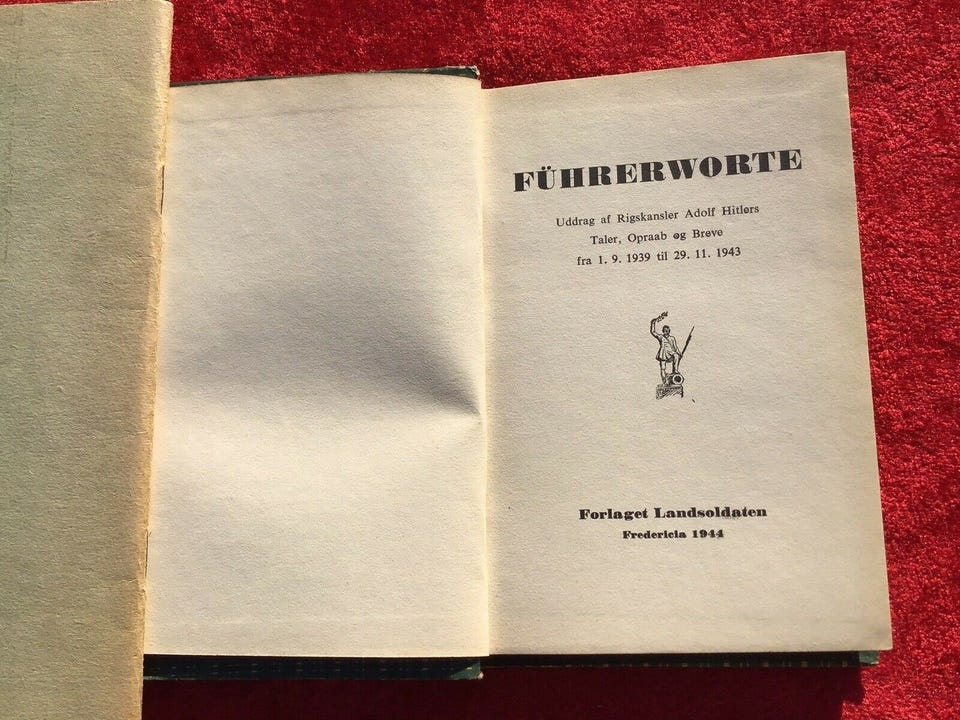 FÜHRERWORTE
Uddrag af Rigskansler Adolf Hitlers
Taler, Opraab og Breve
fra 1. 9. 1939 til 29. 11. 1943
Forlaget Landsoldaten
Fredericia 1944